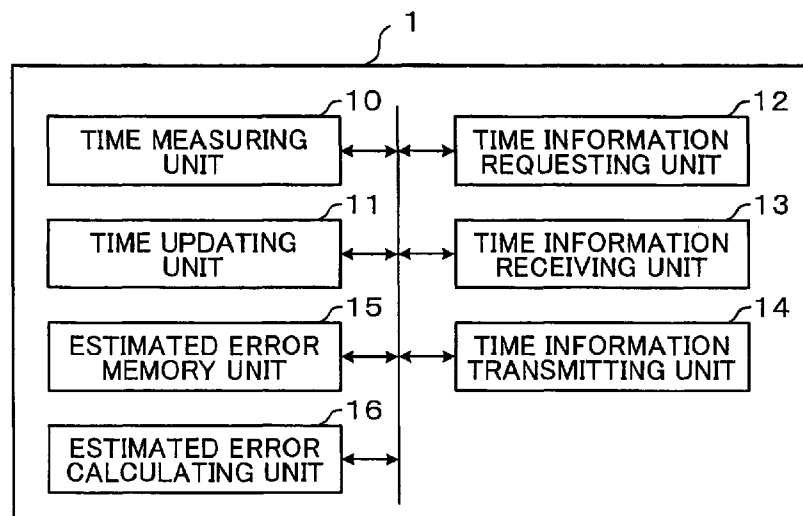 1
10
TIME MEASURING
UNIT
12
TIME INFORMATION
REQUESTING UNIT
11
TIME UPDATING
UNIT
13
TIME INFORMATION
RECEIVING UNIT
15
ESTIMATED ERROR
MEMORY UNIT
14
TIME INFORMATION
TRANSMITTING UNIT
16
ESTIMATED ERROR
CALCULATING UNIT